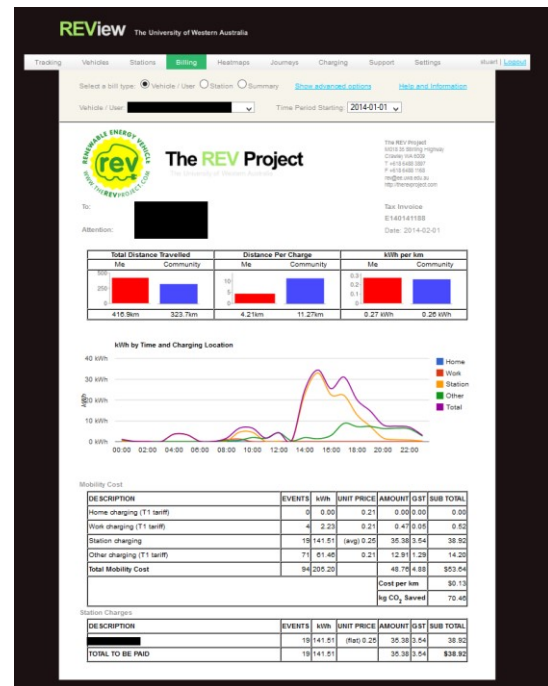 REView The University of Western Australia
Tracking Vehicles Stations Billing Heatmaps Journeys Charging Support Settings stuart | Logout
Select a bill type: Vehicle / User Station Summary Show advanced options Help and Information
Vehicle / User: Time Period Starting: 2014-01-01
RENEWABLE ENERGY VEHICLE
rev
WWW.THEREVPROJECT.COM
The REV Project
The University of Western Australia
The REV Project
M018 35 Stirling Highway
Crawley WA 6009
http://therevproject.com
To:
Attention:
Tax Invoice
E140141188
Date: 2014-02-01
Total Distance Travelled Distance Per Charge kWh per km
Me Community Me Community Me Community
500
250
0
10
5
0
0.3
0.2
0.1
0
416.9km 323.7km 4.21km 11.27km 0.27 kWh 0.26 kWh
kWh by Time and Charging Location
40 kWh
30 kWh
20 kWh
10 kWh
0 kWh
kWh
00:00 02:00 04:00 06:00 08:00 10:00 12:00 14:00 16:00 18:00 20:00 22:00
Home
Work
Station
Other
Total
Mobility Cost
DESCRIPTION EVENTS kWh UNIT PRICE AMOUNT GST SUB TOTAL
Home charging (T1 tariff) 0 0.00 0.21 0.00 0.00 0.00
Work charging (T1 tariff) 4 2.23 0.21 0.47 0.05 0.52
Station charging 19 141.51 (avg) 0.25 35.38 3.54 38.92
Other charging (T1 tariff) 71 61.46 0.21 12.91 1.29 14.20
Total Mobility Cost 94 205.20 48.76 4.88 $53.64
Cost per km $0.13
kg CO2 Saved 70.46
Station Charges
DESCRIPTION EVENTS kWh UNIT PRICE AMOUNT GST SUB TOTAL
19 141.51 (flat) 0.25 35.38 3.54 38.92
TOTAL TO BE PAID 19 141.51 35.38 3.54 $38.92